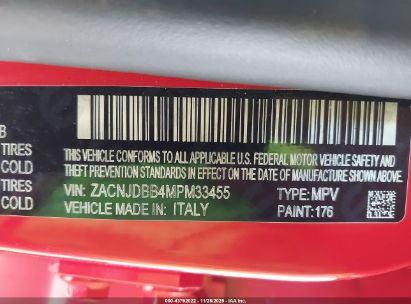 B
TIRES
COLD
TIRES
COLD
THIS VEHICLE CONFORMS TO ALL APPLICABLE U.S. FEDERAL MOTOR VEHICLE SAFETY AND
THEFT PREVENTION STANDARDS IN EFFECT ON THE DATE OF MANUFACTURE SHOWN ABOVE.
VIN: ZACNJDBB4MPM33455 TYPE: MPV
VEHICLE MADE IN: ITALY PAINT: 176